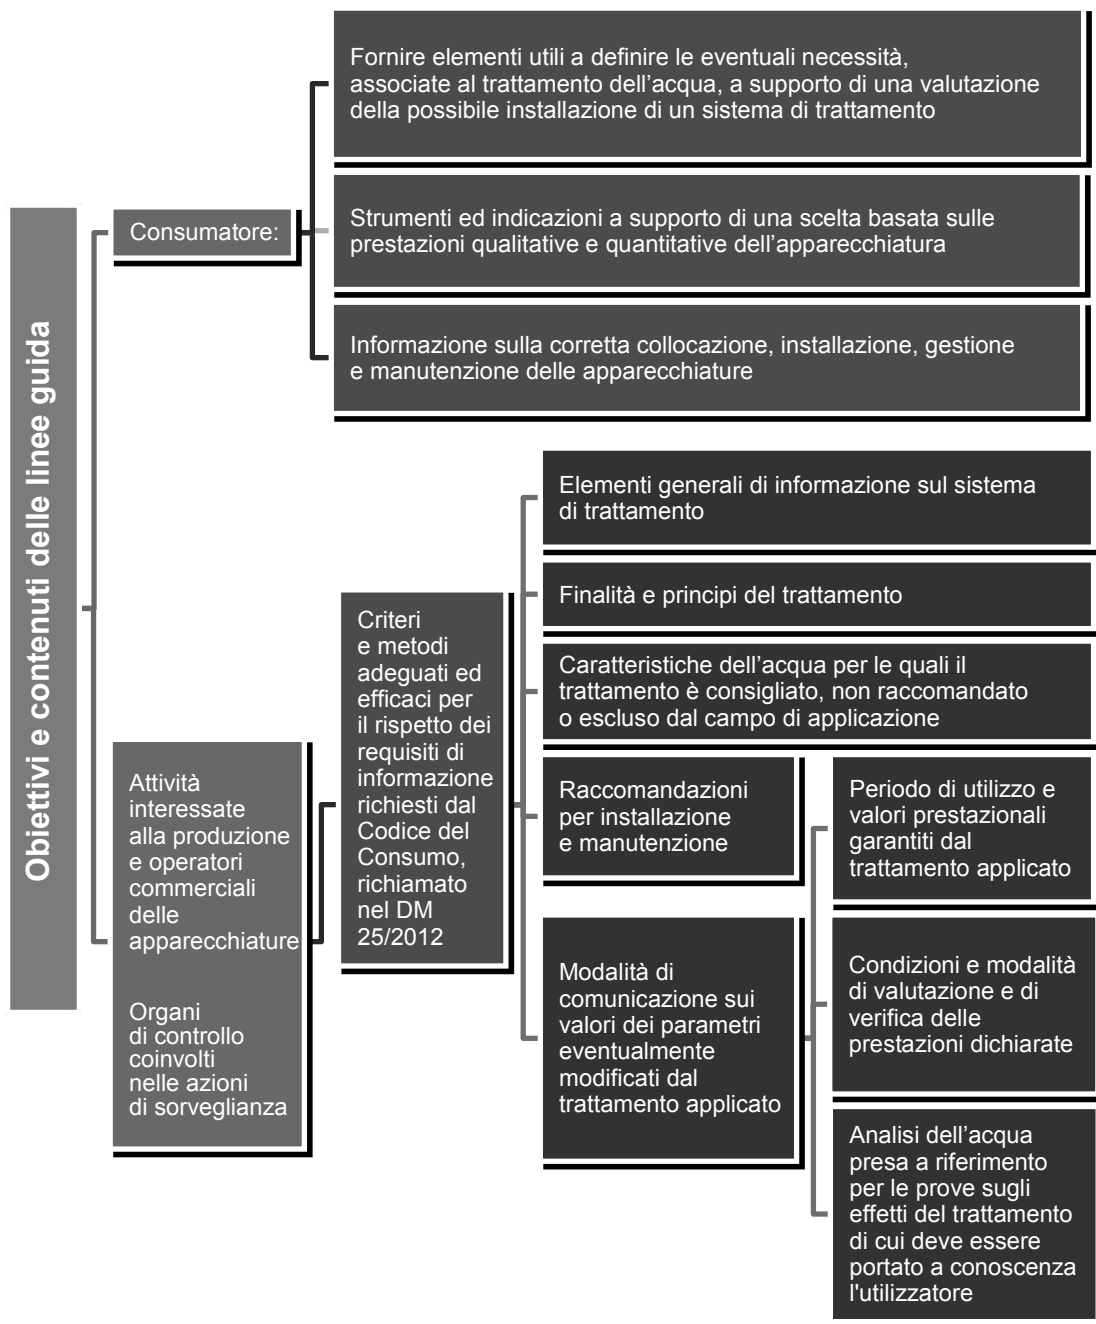 Obiettivi e contenuti delle linee guida
Consumatore:
Fornire elementi utili a definire le eventuali necessità,
associate al trattamento dell'acqua, a supporto di una valutazione
della possibile installazione di un sistema di trattamento
Strumenti ed indicazioni a supporto di una scelta basata sulle
prestazioni qualitative e quantitative dell'apparecchiatura
Informazione sulla corretta collocazione, installazione, gestione
e manutenzione delle apparecchiature
Attività
interessate
alla produzione
e operatori
commerciali
delle
apparecchiature
Organi
di controllo
coinvolti
nelle azioni
di sorveglianza
Criteri
e metodi
adeguati ed
efficaci per
il rispetto dei
requisiti di
informazione
richiesti dal
Codice del
Consumo,
richiamato
nel DM
25/2012
Elementi generali di informazione sul sistema
di trattamento
Finalità e principi del trattamento
Caratteristiche dell'acqua per le quali il
trattamento è consigliato, non raccomandato
o escluso dal campo di applicazione
Raccomandazioni
per installazione
e manutenzione
Modalità di
comunicazione sui
valori dei parametri
eventualmente
modificati dal
trattamento applicato
Periodo di utilizzo e
valori prestazionali
garantiti dal
trattamento applicato
Condizioni e modalità
di valutazione e di
verifica delle
prestazioni dichiarate
Analisi dell'acqua
presa a riferimento
per le prove sugli
effetti del trattamento
di cui deve essere
portato a conoscenza
l'utilizzatore